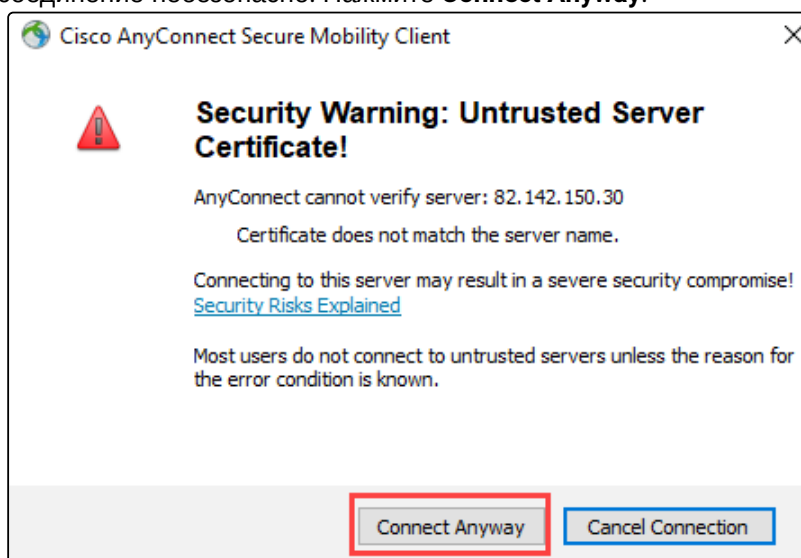 Нажмите Connect Anyway.
Cisco AnyConnect Secure Mobility Client
Security Warning: Untrusted Server
Certificate!
AnyConnect cannot verify server: 82.142.150.30
Certificate does not match the server name.
Connecting to this server may result in a severe security compromise!
Security Risks Explained
Most users do not connect to untrusted servers unless the reason for
the error condition is known.
Connect Anyway
Cancel Connection